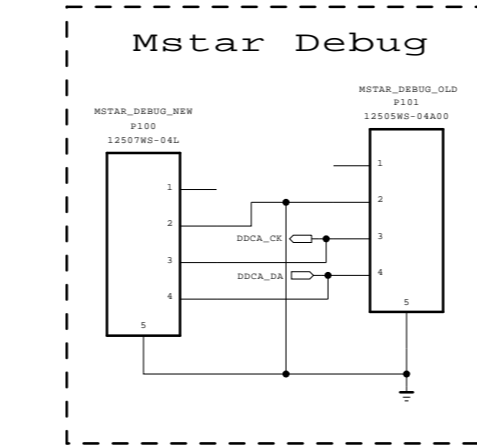 Mstar Debug
MSTAR_DEBUG_NEW
P100
12507WS-04L
1
2
3
4
5
MSTAR_DEBUG_OLD
P101
12505WS-04A00
1
2
3
4
5
DDCA_CK
DDCA_DA